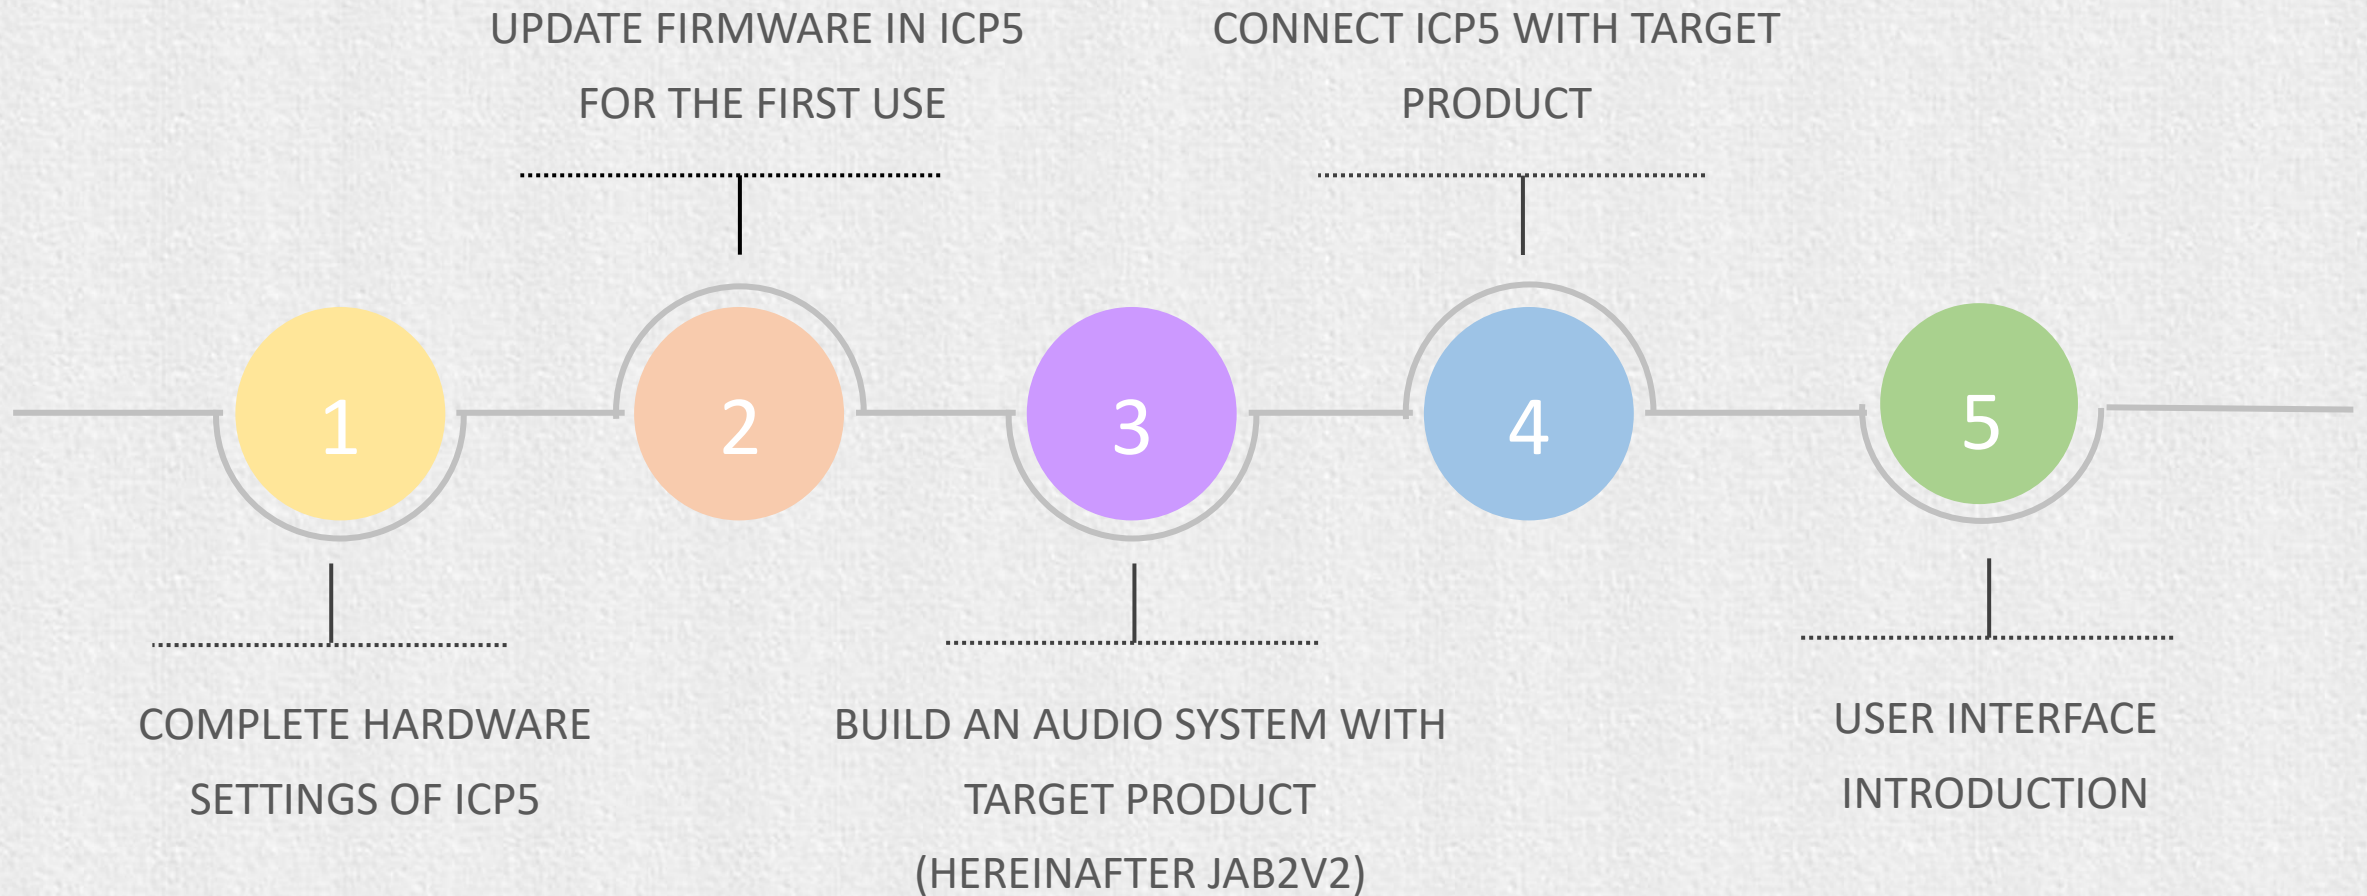 UPDATE FIRMWARE IN ICP5
FOR THE FIRST USE
CONNECT ICP5 WITH TARGET
PRODUCT
1
2
3
4
5
COMPLETE HARDWARE
SETTINGS OF ICP5
BUILD AN AUDIO SYSTEM WITH
TARGET PRODUCT
(HEREINAFTER JAB2V2)
USER INTERFACE
INTRODUCTION